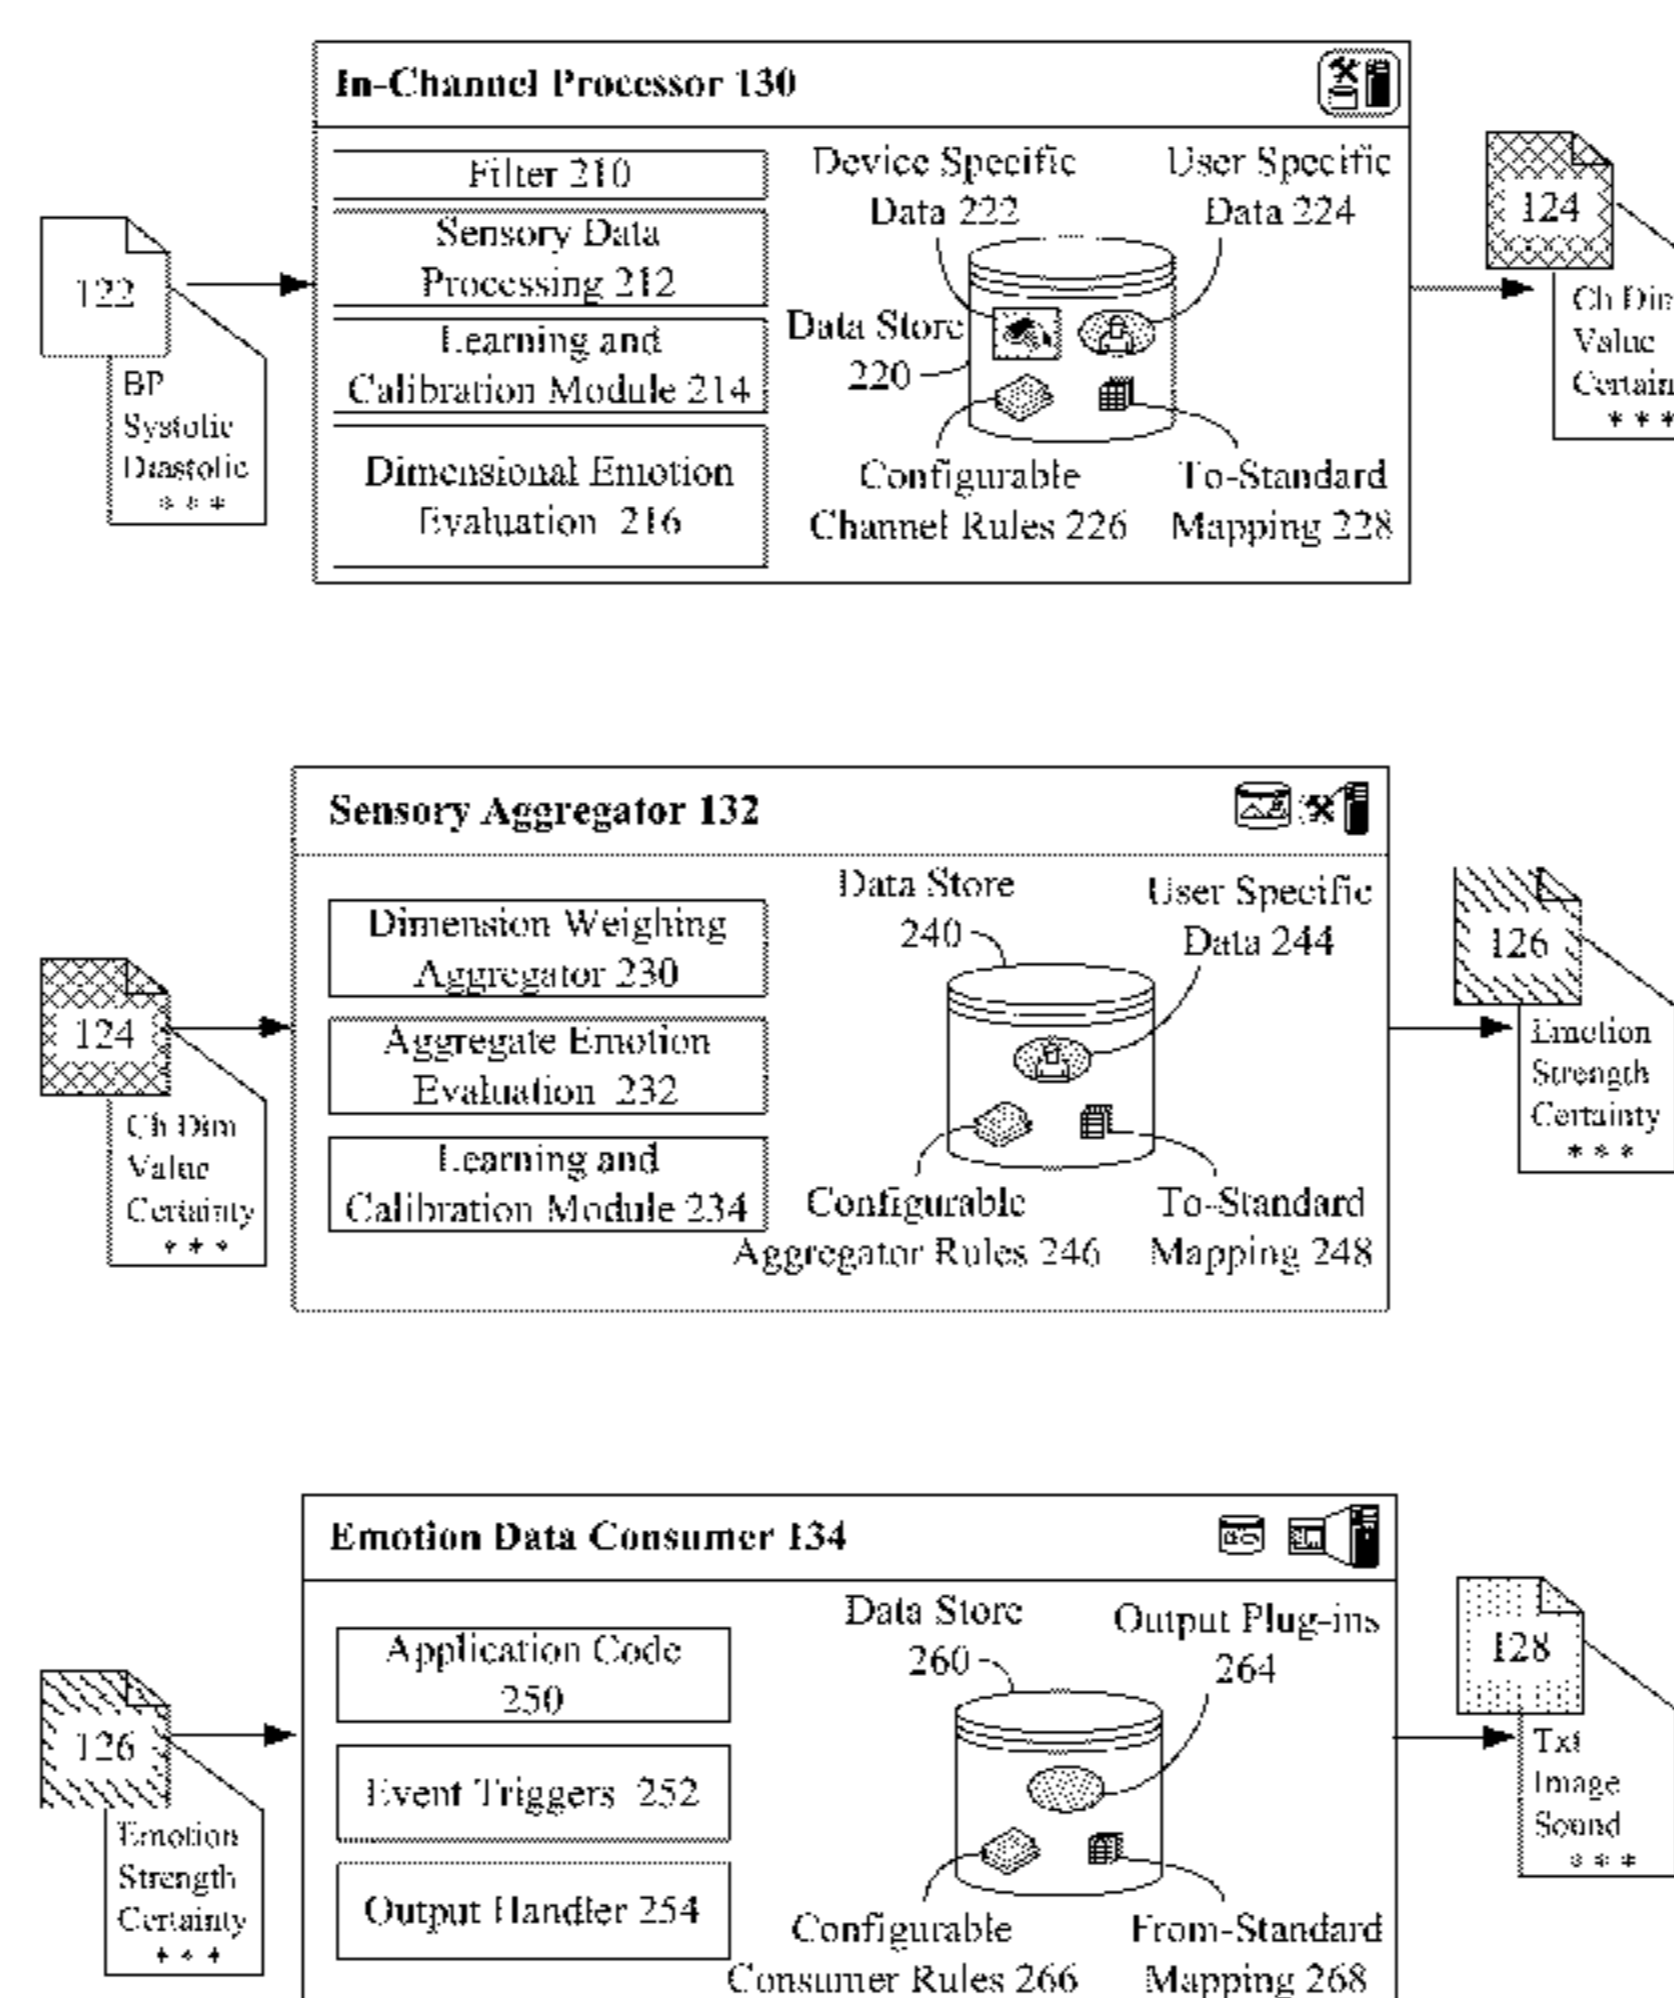 In-Channel Processor 130
Filter 210
Sensory Data
Processing 212
Learning and
Calibration Module 214
Dimensional Emotion
Evaluation 216
Device Specific
Data 222
User Specific
Data 224
Data Store
220
Configurable
Channel Rules 226
To-Standard
Mapping 228
122
BP
Systolic
Diastolic
* * *
124
Ch Dim
Value
Certain
* * *
Sensory Aggregator 132
Dimension Weighing
Aggregator 230
Aggregate Emotion
Evaluation 232
Learning and
Calibration Module 234
Data Store
240
User Specific
Data 244
Configurable
Aggregator Rules 246
To-Standard
Mapping 248
124
Ch Dim
Value
Certainty
* * *
126
Emotion
Strength
Certainty
* * *
Emotion Data Consumer 134
Application Code
250
Event Triggers 252
Output Handler 254
Data Store
260
Output Plug-ins
264
Configurable
Consumer Rules 266
From-Standard
Mapping 268
126
Emotion
Strength
Certainty
* * *
128
Txt
Image
Sound
* * *